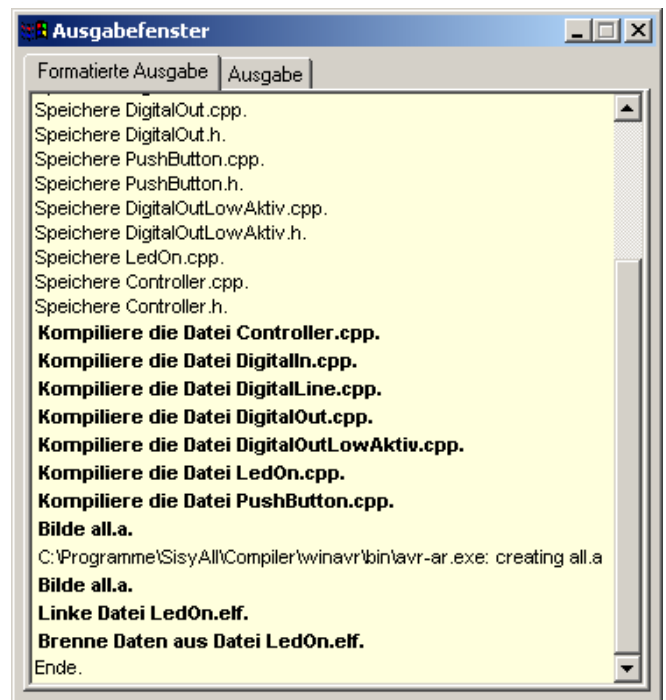 Ausgabefenster
Formatierte Ausgabe
Ausgabe
Speichere DigitalOut.cpp.
Speichere DigitalOut.h.
Speichere PushButton.cpp.
Speichere PushButton.h.
Speichere DigitalOutLowAktiv.cpp.
Speichere DigitalOutLowAktiv.h.
Speichere LedOn.cpp.
Speichere Controller.cpp.
Speichere Controller.h.
Kompiliere die Datei Controller.cpp.
Kompiliere die Datei DigitalIn.cpp.
Kompiliere die Datei DigitalLine.cpp.
Kompiliere die Datei DigitalOut.cpp.
Kompiliere die Datei DigitalOutLowAktiv.cpp.
Kompiliere die Datei LedOn.cpp.
Kompiliere die Datei PushButton.cpp.
Bilde all.a.
C:\Programme\SisyAll\Compiler\winavr\bin\avr-ar.exe: creating all.a
Bilde all.a.
Linke Datei LedOn.elf.
Brenne Daten aus Datei LedOn.elf.
Ende.